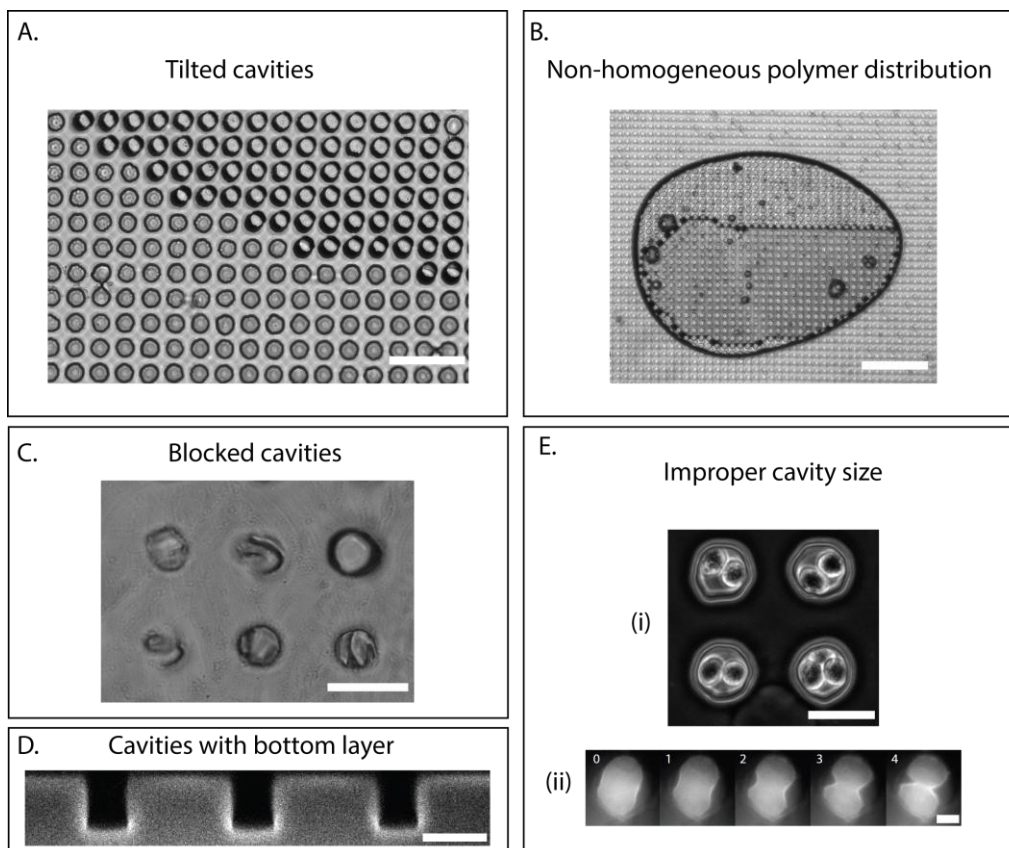 A.
Tilted cavities
B.
Non-homogeneous polymer distribution
C.
Blocked cavities
D.
Cavities with bottom layer
E.
Improper cavity size
(i)
(ii)
0 1 2 3 4